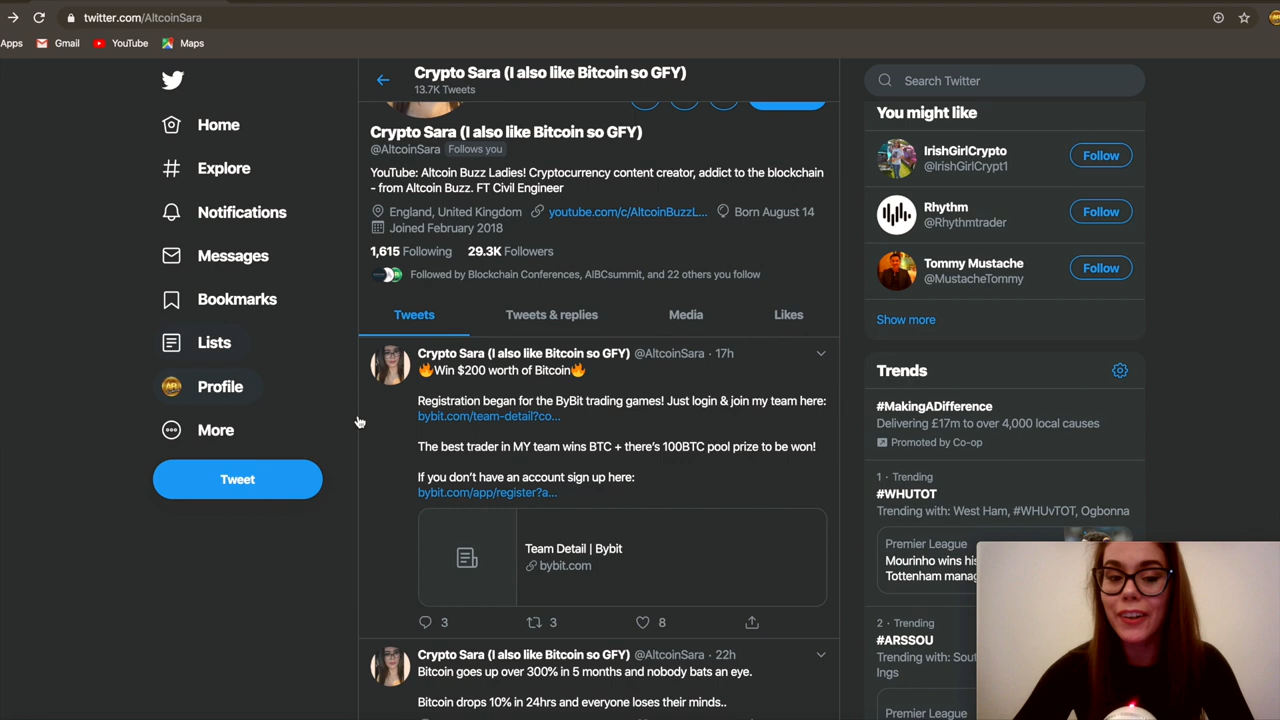 twitter.com/AltcoinSara
Apps
Gmail
YouTube
Maps
Crypto Sara (I also like Bitcoin so GFY)
13.7K Tweets
Home
Explore
Notifications
Messages
Bookmarks
Lists
Profile
More
Tweet
Crypto Sara (I also like Bitcoin so GFY)
@AltcoinSara Follows you
YouTube: Altcoin Buzz Ladies! Cryptocurrency content creator, addict to the blockchain
- from Altcoin Buzz. FT Civil Engineer
England, United Kingdom youtube.com/c/AltcoinBuzzL... Born August 14
Joined February 2018
1,615 Following 29.3K Followers
Followed by Blockchain Conferences, AIBCsummit, and 22 others you follow
Tweets
Tweets & replies
Media
Likes
Crypto Sara (I also like Bitcoin so GFY) @AltcoinSara · 17h
🔥Win $200 worth of Bitcoin🔥
Registration began for the ByBit trading games! Just login & join my team here:
bybit.com/team-detail?co...
The best trader in MY team wins BTC + there's 100BTC pool prize to be won!
If you don't have an account sign up here:
bybit.com/app/register?a...
Team Detail | Bybit
bybit.com
3
3
8
Crypto Sara (I also like Bitcoin so GFY) @AltcoinSara · 22h
Bitcoin goes up over 300% in 5 months and nobody bats an eye.
Bitcoin drops 10% in 24hrs and everyone loses their minds..
Search Twitter
You might like
IrishGirlCrypto
@IrishGirlCrypt1
Follow
Rhythm
@Rhythmtrader
Follow
Tommy Mustache
@MustacheTommy
Follow
Show more
Trends
#MakingADifference
Delivering £17m to over 4,000 local causes
Promoted by Co-op
1 · Trending
#WHUTOT
Trending with: West Ham, #WHUvTOT, Ogbonna
Premier League
Mourinho wins his
Tottenham manag
2 · Trending
#ARSSOU
Trending with: Sout
ings
Premier League